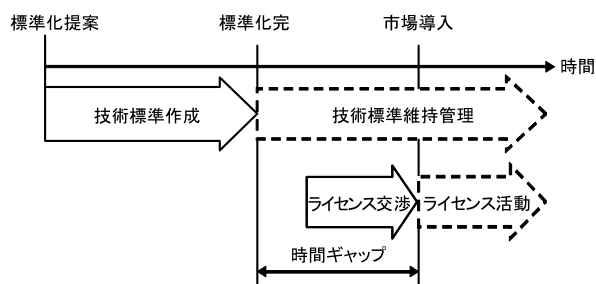 標準化提案
標準化完
市場導入
時間
技術標準作成
技術標準維持管理
ライセンス交渉
ライセンス活動
時間ギャップ